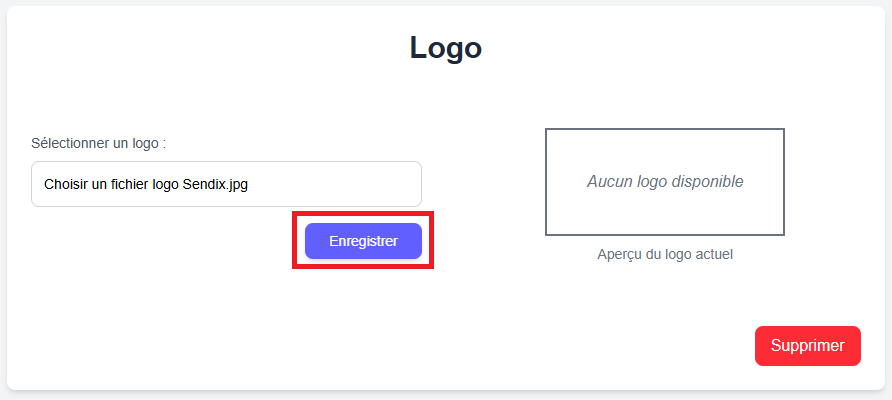 Logo
Sélectionner un logo :
Choisir un fichier logo Sendix.jpg
Enregistrer
Aucun logo disponible
Aperçu du logo actuel
Supprimer